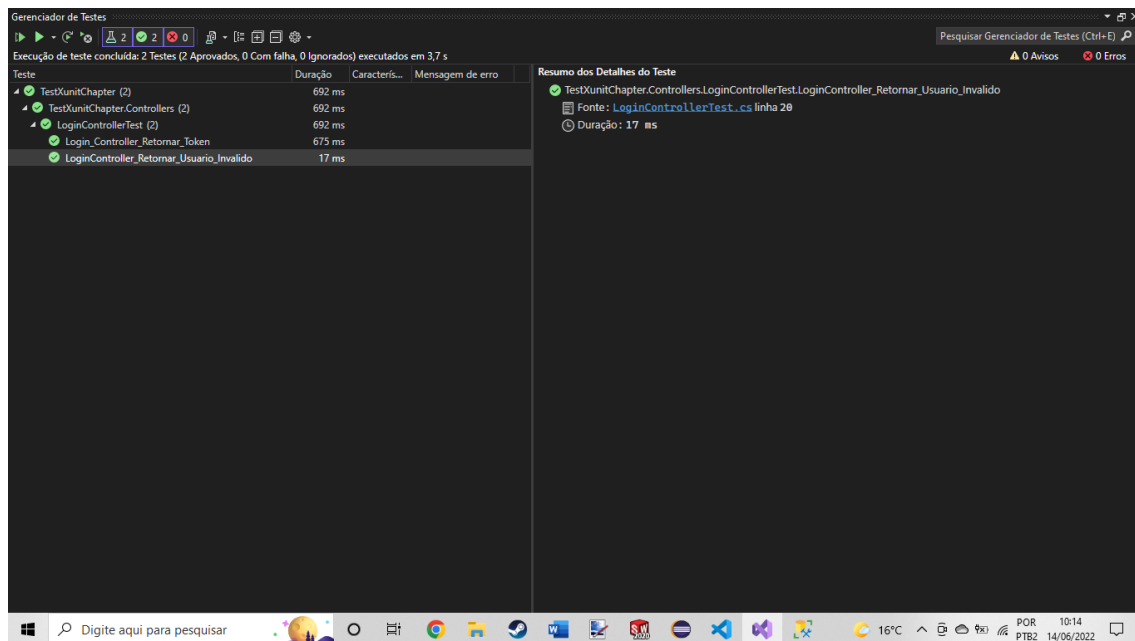 Gerenciador de Testes
2 2 0
Pesquisar Gerenciador de Testes (Ctrl+E)
Execução de teste concluída: 2 Testes (2 Aprovados, 0 Com falha, 0 Ignorados) executados em 3,7 s
0 Avisos 0 Erros
Teste Duração Caracterís... Mensagem de erro
TestXunitChapter (2) 692 ms
TestXunitChapter.Controllers (2) 692 ms
LoginControllerTest (2) 692 ms
Login_Controller_Retornar_Token 675 ms
LoginController_Retornar_Usuario_Invalido 17 ms
Resumo dos Detalhes do Teste
TestXunitChapter.Controllers.LoginControllerTest.LoginController_Retornar_Usuario_Invalido
Fonte: LoginControllerTest.cs linha 20
Duração: 17 ms
Digite aqui para pesquisar
W
SW
2020
16°C
POR
PTB2
10:14
14/06/2022